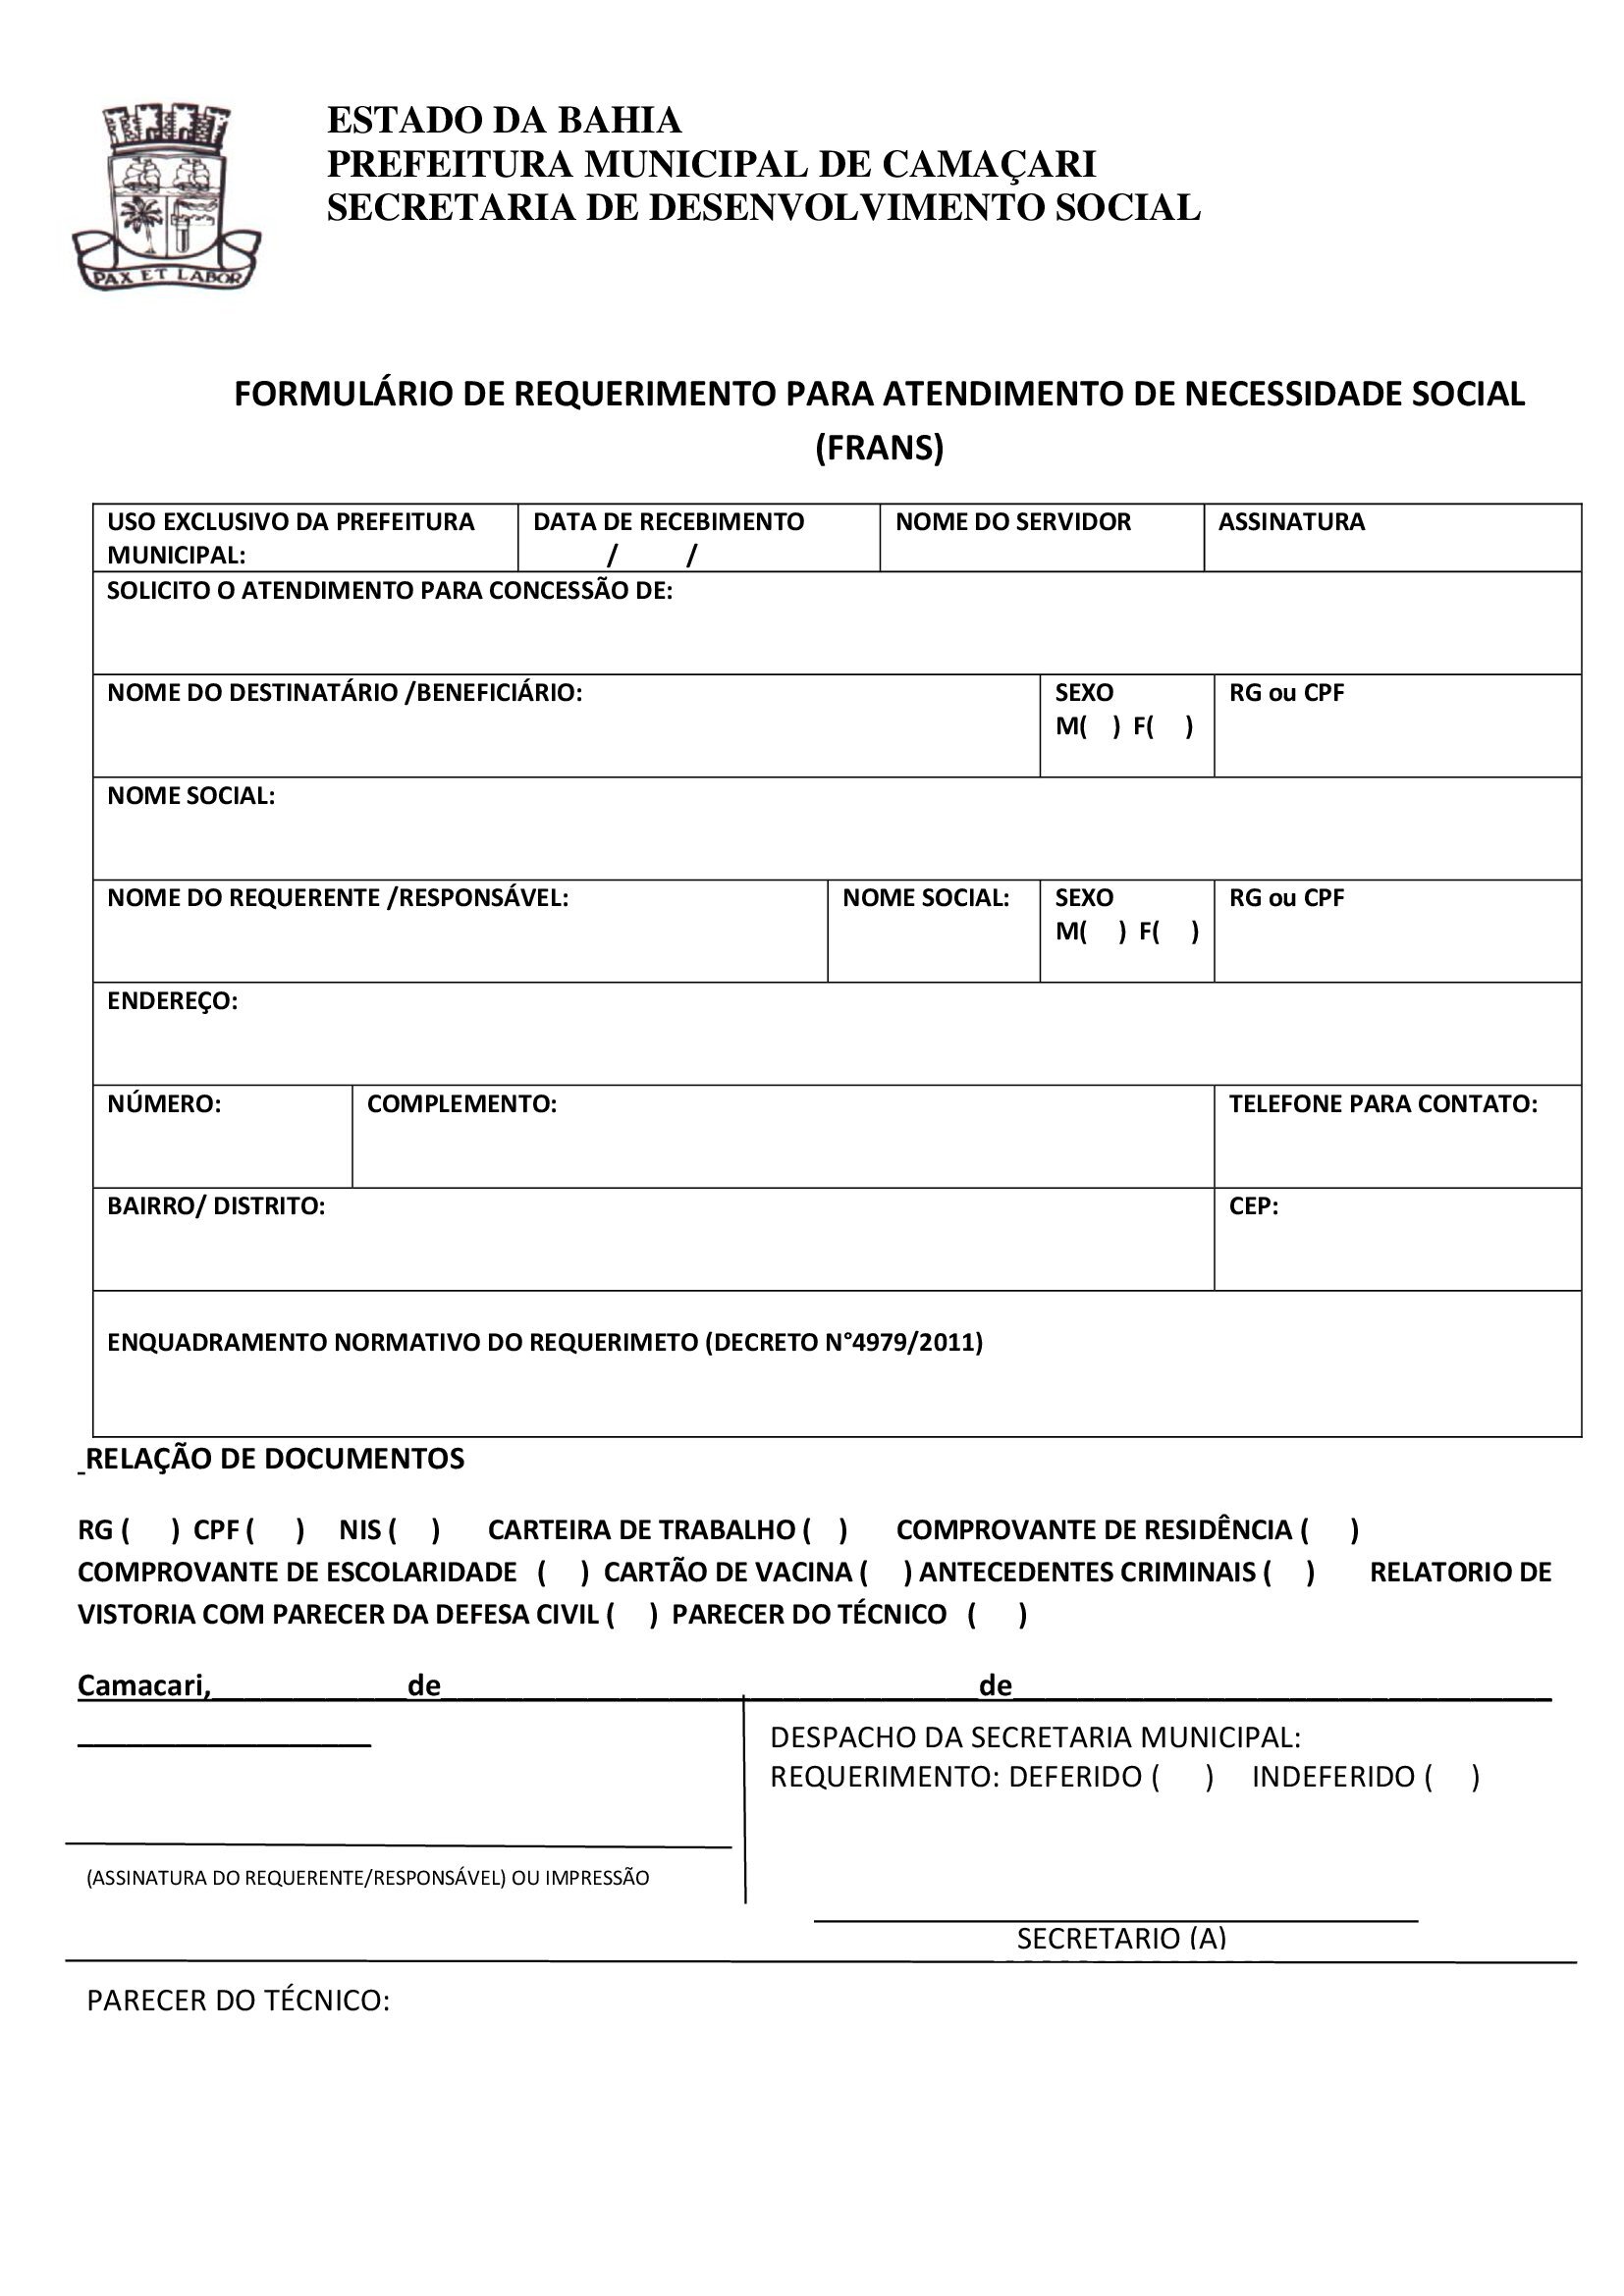 PAX ET LABOR
ESTADO DA BAHIA
PREFEITURA MUNICIPAL DE CAMAÇARI
SECRETARIA DE DESENVOLVIMENTO SOCIAL
FORMULÁRIO DE REQUERIMENTO PARA ATENDIMENTO DE NECESSIDADE SOCIAL
(FRANS)
USO EXCLUSIVO DA PREFEITURA MUNICIPAL:
DATA DE RECEBIMENTO
/ /
NOME DO SERVIDOR
ASSINATURA
SOLICITO O ATENDIMENTO PARA CONCESSÃO DE:
NOME DO DESTINATÁRIO /BENEFICIÁRIO:
SEXO
M( ) F( )
RG ou CPF
NOME SOCIAL:
NOME DO REQUERENTE /RESPONSÁVEL:
NOME SOCIAL:
SEXO
M( ) F( )
RG ou CPF
ENDEREÇO:
NÚMERO:
COMPLEMENTO:
TELEFONE PARA CONTATO:
BAIRRO/ DISTRITO:
CEP:
ENQUADRAMENTO NORMATIVO DO REQUERIMETO (DECRETO N°4979/2011)
RELAÇÃO DE DOCUMENTOS
RG ( ) CPF ( ) NIS ( ) CARTEIRA DE TRABALHO ( ) COMPROVANTE DE RESIDÊNCIA ( )
COMPROVANTE DE ESCOLARIDADE ( ) CARTÃO DE VACINA ( ) ANTECEDENTES CRIMINAIS ( ) RELATORIO DE
VISTORIA COM PARECER DA DEFESA CIVIL ( ) PARECER DO TÉCNICO ( )
Camacari,____________de_________________________________de_________________________________
__________________
(ASSINATURA DO REQUERENTE/RESPONSÁVEL) OU IMPRESSÃO
DESPACHO DA SECRETARIA MUNICIPAL:
REQUERIMENTO: DEFERIDO ( ) INDEFERIDO ( )
SECRETARIO (A)
PARECER DO TÉCNICO: